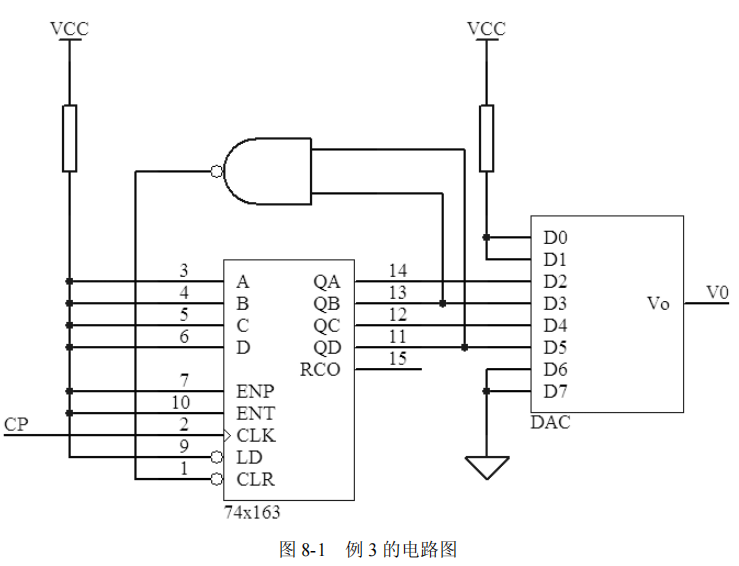 VCC VCC
3 A QA 14 D0
4 B QB 13 D1
5 C QC 12 D2
6 D QD 11 D3
RCO 15 D4
7 ENP D5
10 ENT D6
CP 2 CLK D7
9 LD Vo V0
1 CLR DAC
74x163
图 8-1 例 3 的电路图